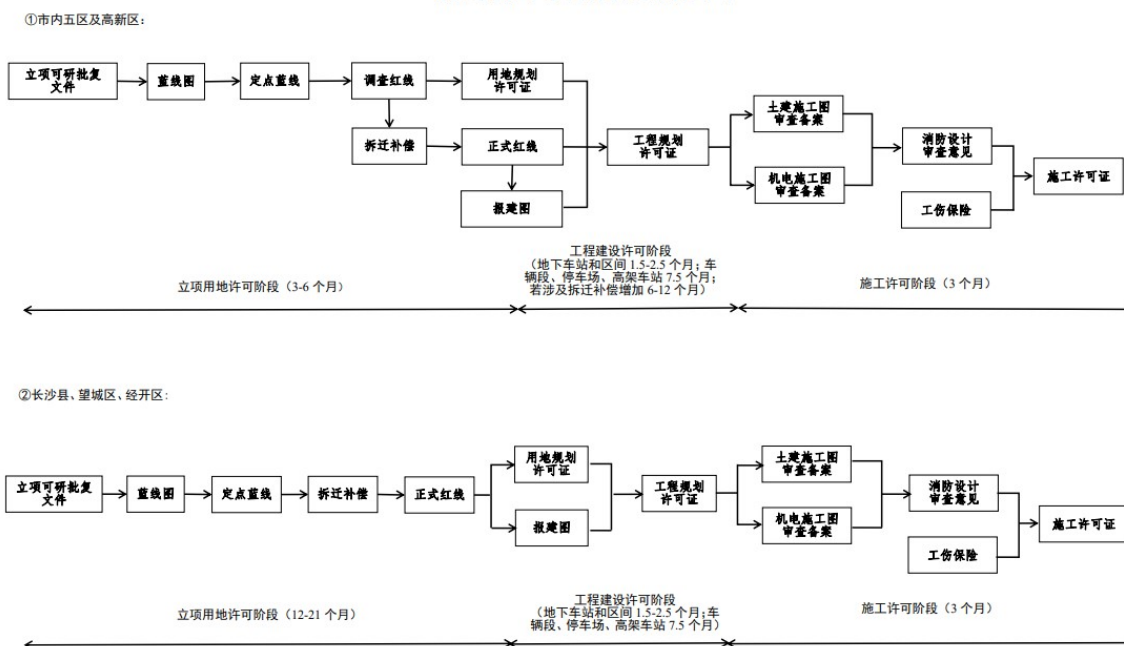 ①市内五区及高新区：
立项可研批复
文件
蓝线图
定点蓝线
调查红线
用地规划
许可证
拆迁补偿
正式红线
报建图
工程规划
许可证
土建施工图
审查备案
机电施工图
审查备案
消防设计
审查意见
工伤保险
施工许可证
立项用地许可阶段（3-6 个月）
工程建设许可阶段
（地下车站和区间 1.5-2.5 个月；车
辆段、停车场、高架车站 7.5 个月；
若涉及拆迁补偿增加 6-12 个月）
施工许可阶段（3 个月）
②长沙县、望城区、经开区：
立项可研批复
文件
蓝线图
定点蓝线
拆迁补偿
正式红线
用地规划
许可证
报建图
工程规划
许可证
土建施工图
审查备案
机电施工图
审查备案
消防设计
审查意见
工伤保险
施工许可证
立项用地许可阶段（12-21 个月）
工程建设许可阶段
（地下车站和区间 1.5-2.5 个月；车
辆段、停车场、高架车站 7.5 个月）
施工许可阶段（3 个月）